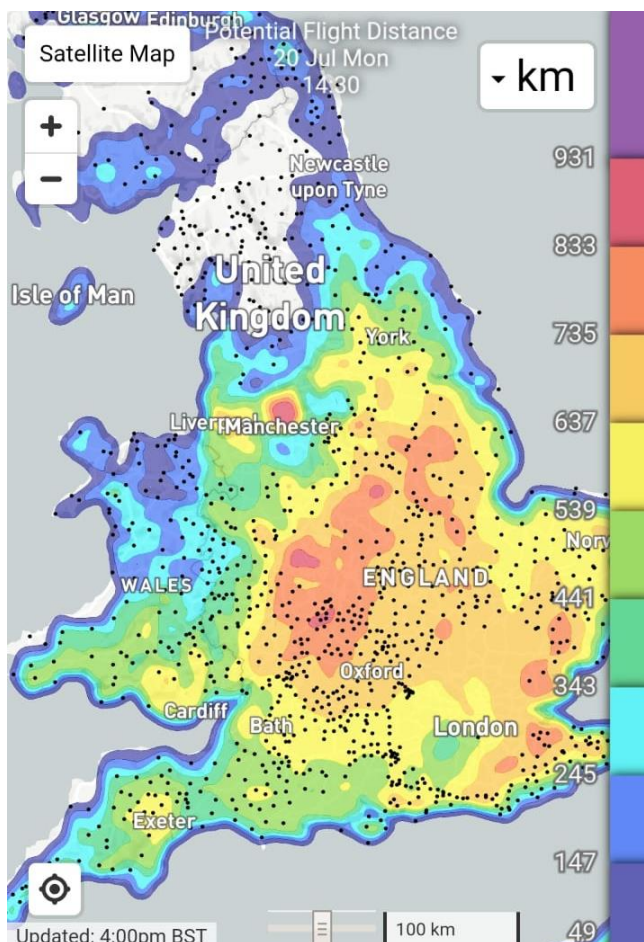 Glasgow Edinburgh
Potential Flight Distance
20 Jul Mon
14:30
Satellite Map
km
+
−
931
Newcastle
upon Tyne
833
United
Kingdom
Isle of Man
735
York
637
Manchester
539
WALES
ENGLAND
441
Oxford
343
Cardiff
Bath
London
245
Exeter
147
Updated: 4:00pm BST
100 km
49